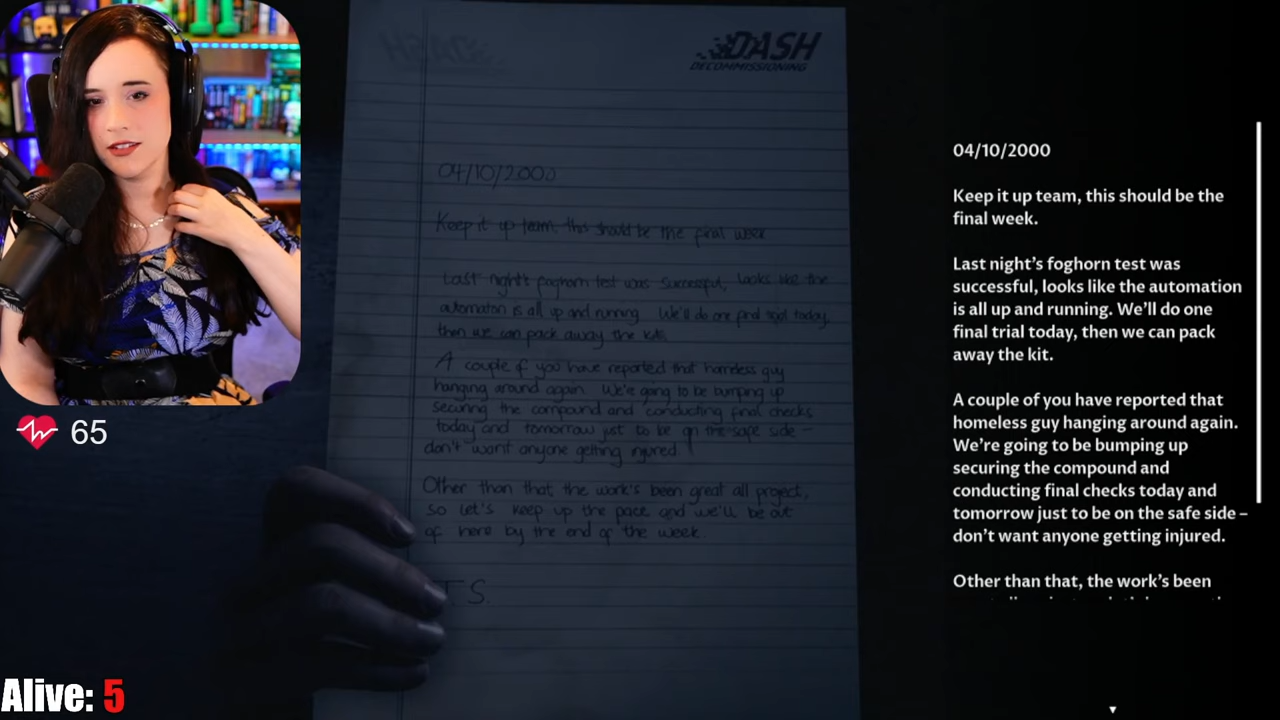 DASH
DECOMMISSIONING
04/10/2000
Keep it up team, this should be the final week
Last night's foghorn test was successful, looks like the
automation is all up and running. We'll do one final trial today,
then we can pack away the kit.
A couple of you have reported that homeless guy
hanging around again. We're going to be bumping up
securing the compound and conducting final checks
today and tomorrow just to be on the safe side –
don't want anyone getting injured.
Other than that, the work's been great all project,
so let's keep up the pace and we'll be out
of here by the end of the week.
T.S.
04/10/2000
Keep it up team, this should be the
final week.
Last night's foghorn test was
successful, looks like the automation
is all up and running. We'll do one
final trial today, then we can pack
away the kit.
A couple of you have reported that
homeless guy hanging around again.
We're going to be bumping up
securing the compound and
conducting final checks today and
tomorrow just to be on the safe side –
don't want anyone getting injured.
Other than that, the work's been
65
Alive: 5